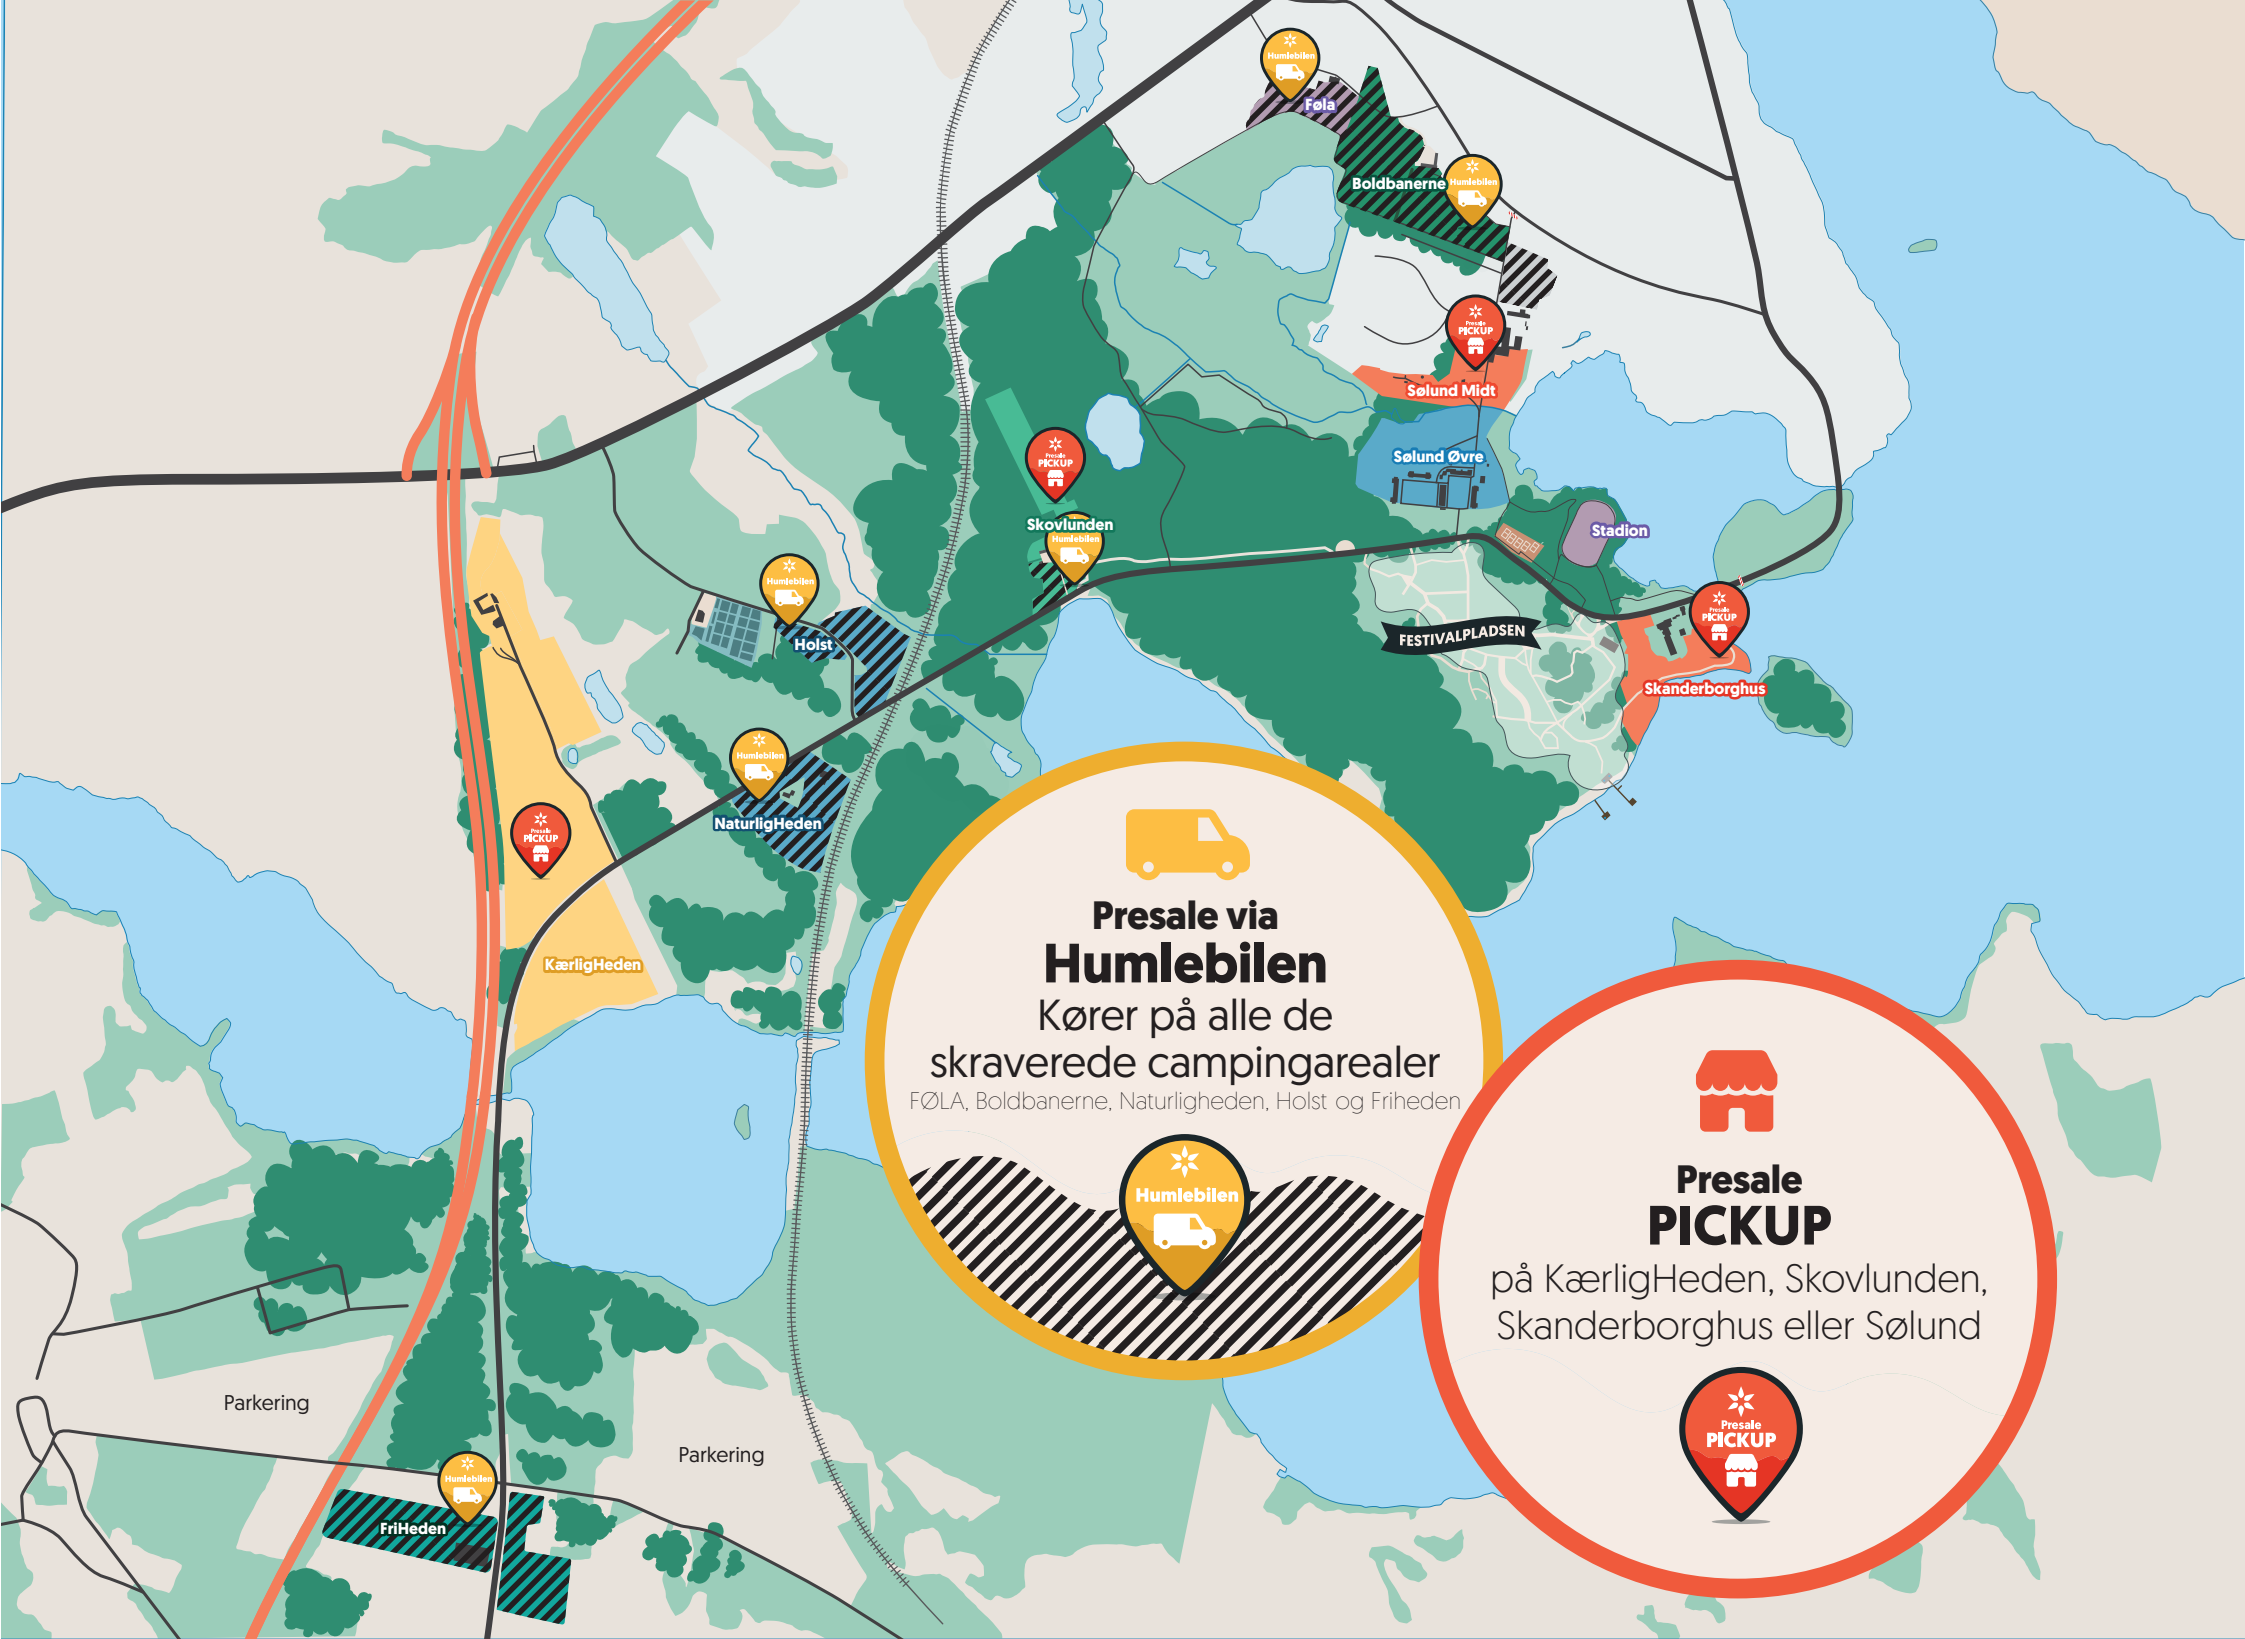 Humlebilen
Føla
Boldbanerne
Humlebilen
Presale
PICKUP
Sølund Midt
Sølund Øvre
Presale
PICKUP
Skovlunden
Humlebilen
Stadion
Humlebilen
Holst
Presale
PICKUP
FESTIVALPLADSEN
Skanderborghus
Humlebilen
NaturligHeden
Presale
PICKUP
KærligHeden
Presale via
Humlebilen
Kører på alle de
skraverede campingarealer
FØLA, Boldbanerne, Naturligheden, Holst og Friheden
Humlebilen
Presale
PICKUP
på KærligHeden, Skovlunden,
Skanderborghus eller Sølund
Presale
PICKUP
Parkering
Parkering
Humlebilen
FriHeden